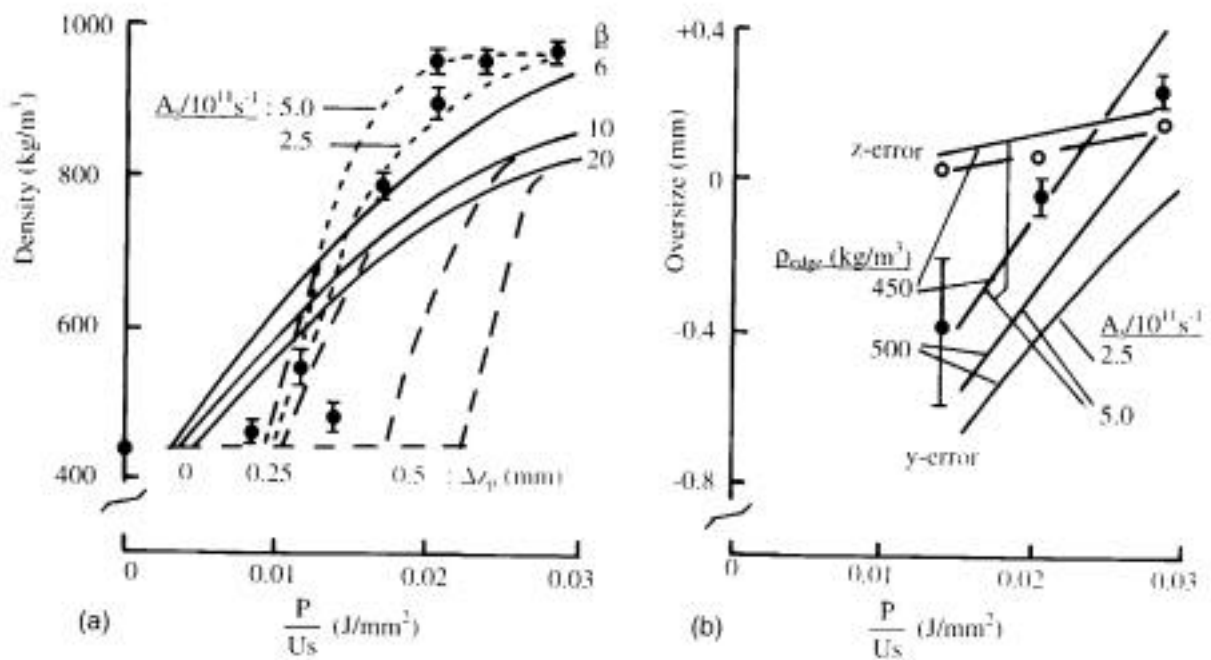 1000
800
600
400
Density (kg/m³)
β
6
10
20
A₀/10¹¹s⁻¹ : 5.0
2.5
0 0.25 0.5 : Δzₚ (mm)
0 0.01 0.02 0.03
(a)
P
Us
(J/mm²)
+0.4
0
-0.4
-0.8
Oversize (mm)
z-error
ρedge (kg/m³)
450
500
A₀/10¹¹s⁻¹
2.5
5.0
y-error
0 0.01 0.02 0.03
(b)
P
Us
(J/mm²)